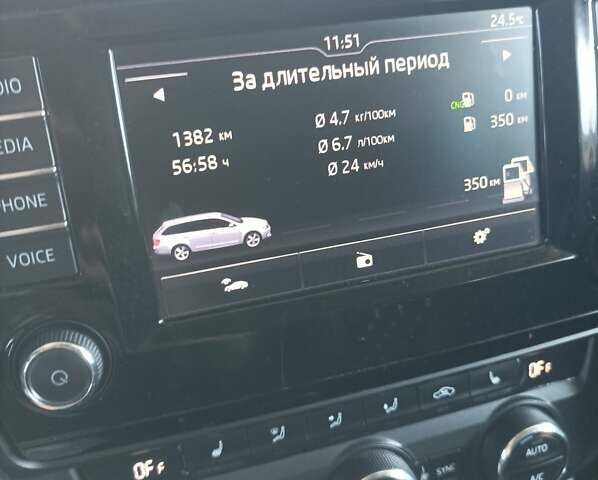 24.5°C
11:51
За длительный период
1382 км
56:58 ч
Ø 4.7 кг/100км
Ø 6.7 л/100км
Ø 24 км/ч
CNG 0 км
350 км
350 км
DIO
EDIA
PHONE
VOICE
OFF
OFF
SYNC
AUTO
A/C